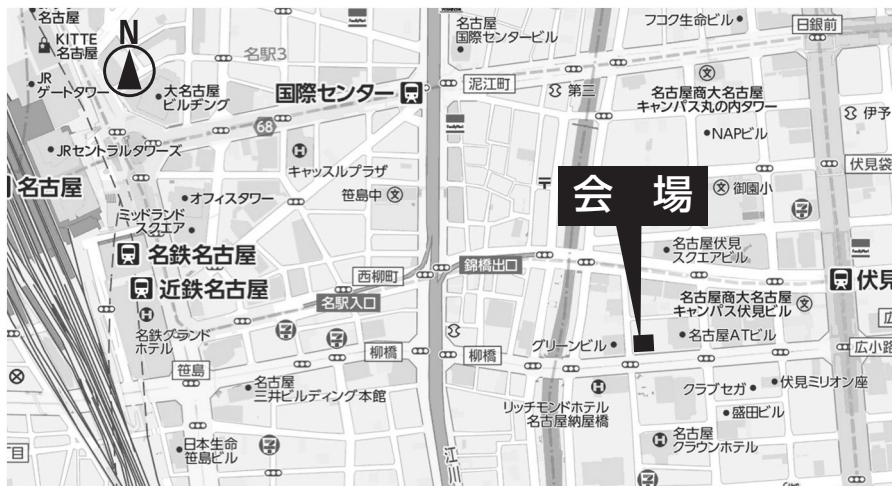 名古屋
KITTE
名古屋
N
JR
ゲートタワー
大名古屋
ビルヂング
名駅3
国際センター
名古屋
国際センタービル
FamilyMart
フコク生命ビル
日銀前
泥江町
第三
名古屋商大名古屋
キャンパス丸の内タワー
伊予
68
JRセントラルタワーズ
キャッスルプラザ
FamilyMart
NAPビル
伏見袋
名古屋
オフィスタワー
笹島中
〒
会場
御園小
ミッドランド
スクエア
名鉄名古屋
名古屋伏見
スクエアビル
FamilyMart
錦橋出口
西柳町
近鉄名古屋
名駅入口
伏見
名古屋商大名古屋
キャンパス伏見ビル
広
名鉄グランド
ホテル
グリーンビル
名古屋ATビル
広小路
柳橋
柳橋
笹島
名古屋
三井ビルディング本館
リッチモンドホテル
名古屋納屋橋
クラブセガ
伏見ミリオン座
盛田ビル
丁目
日本生命
笹島ビル
江川
名古屋
クラウンホテル